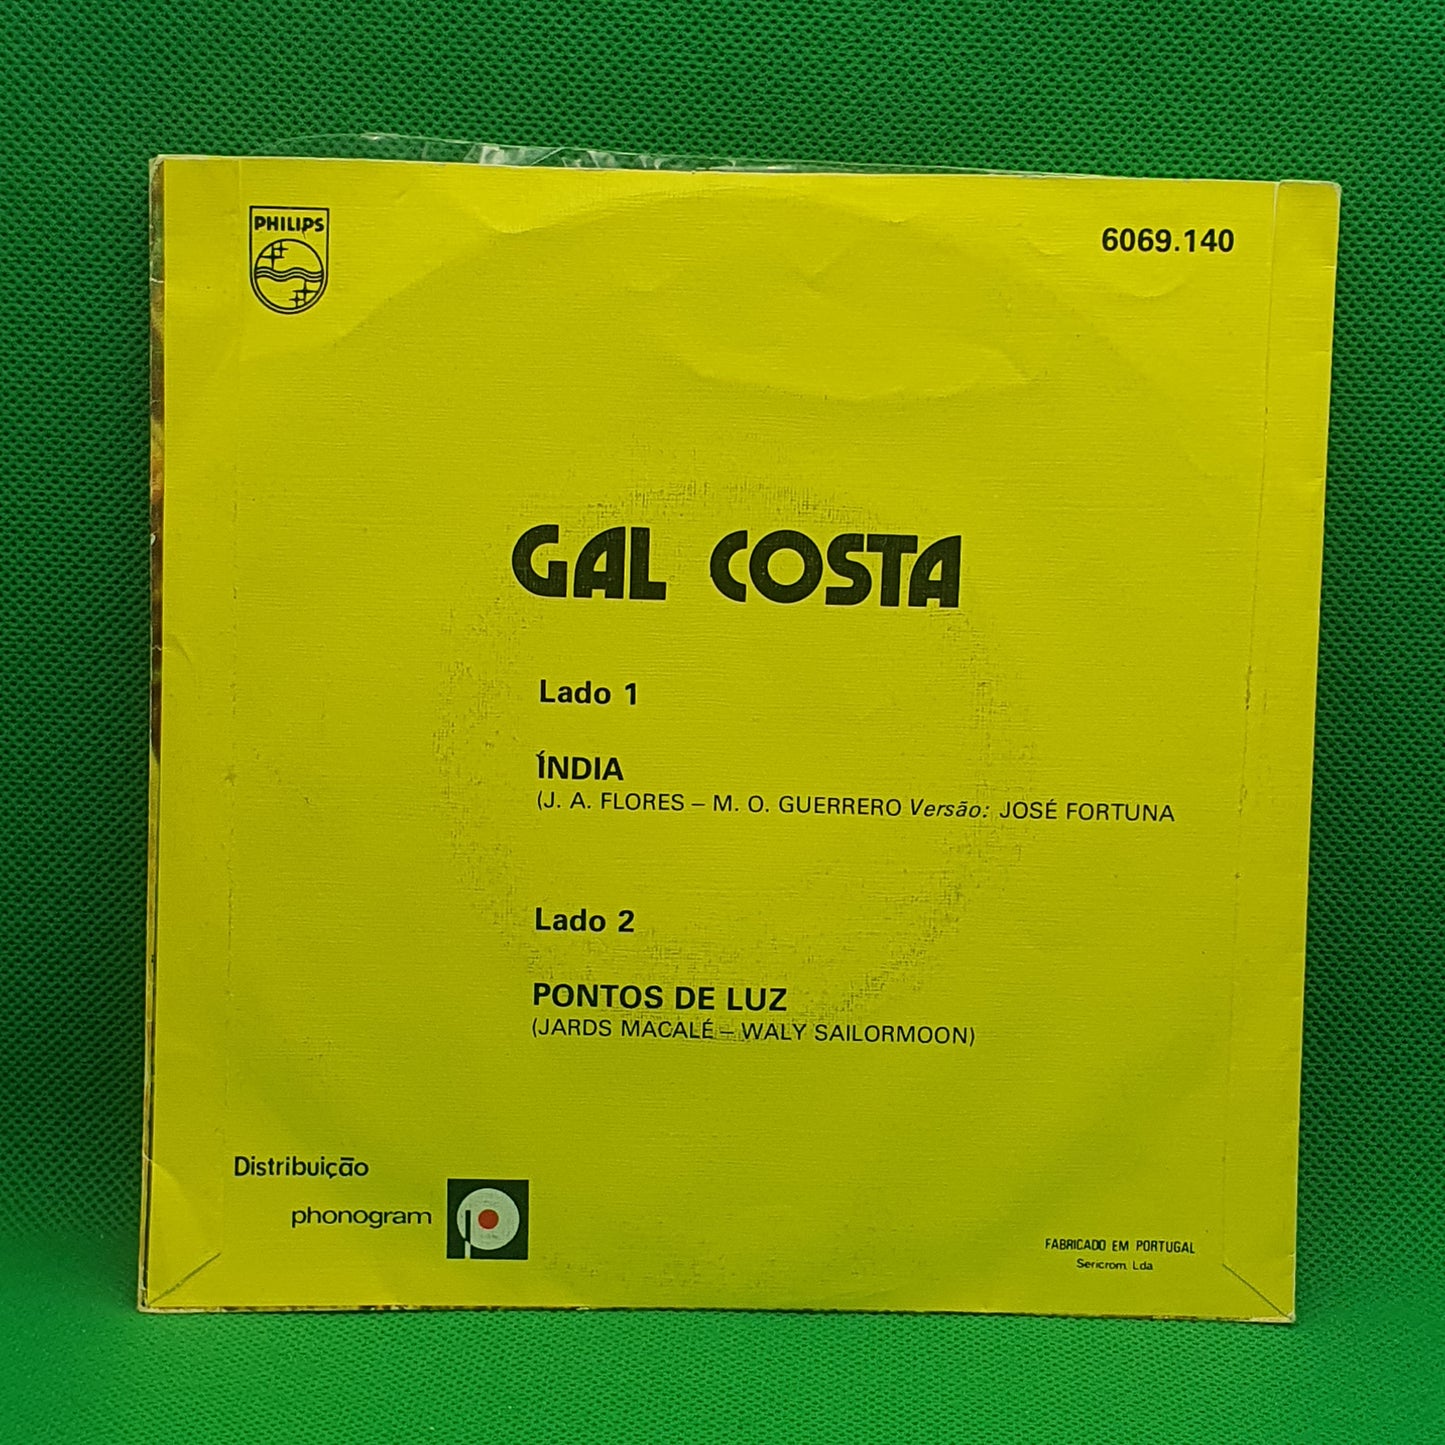 PHILIPS
6069.140
GAL COSTA
Lado 1
ÍNDIA
(J. A. FLORES – M. O. GUERRERO Versão: JOSÉ FORTUNA
Lado 2
PONTOS DE LUZ
(JARDS MACALÉ – WALY SAILORMOON)
Distribuição
phonogram
FABRICADO EM PORTUGAL
Sericrom, Lda